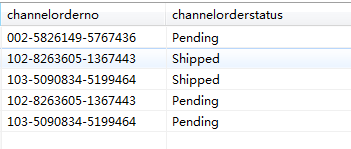 channelorderno channelorderstatus
002-5826149-5767436 Pending
102-8263605-1367443 Shipped
103-5090834-5199464 Shipped
102-8263605-1367443 Pending
103-5090834-5199464 Pending